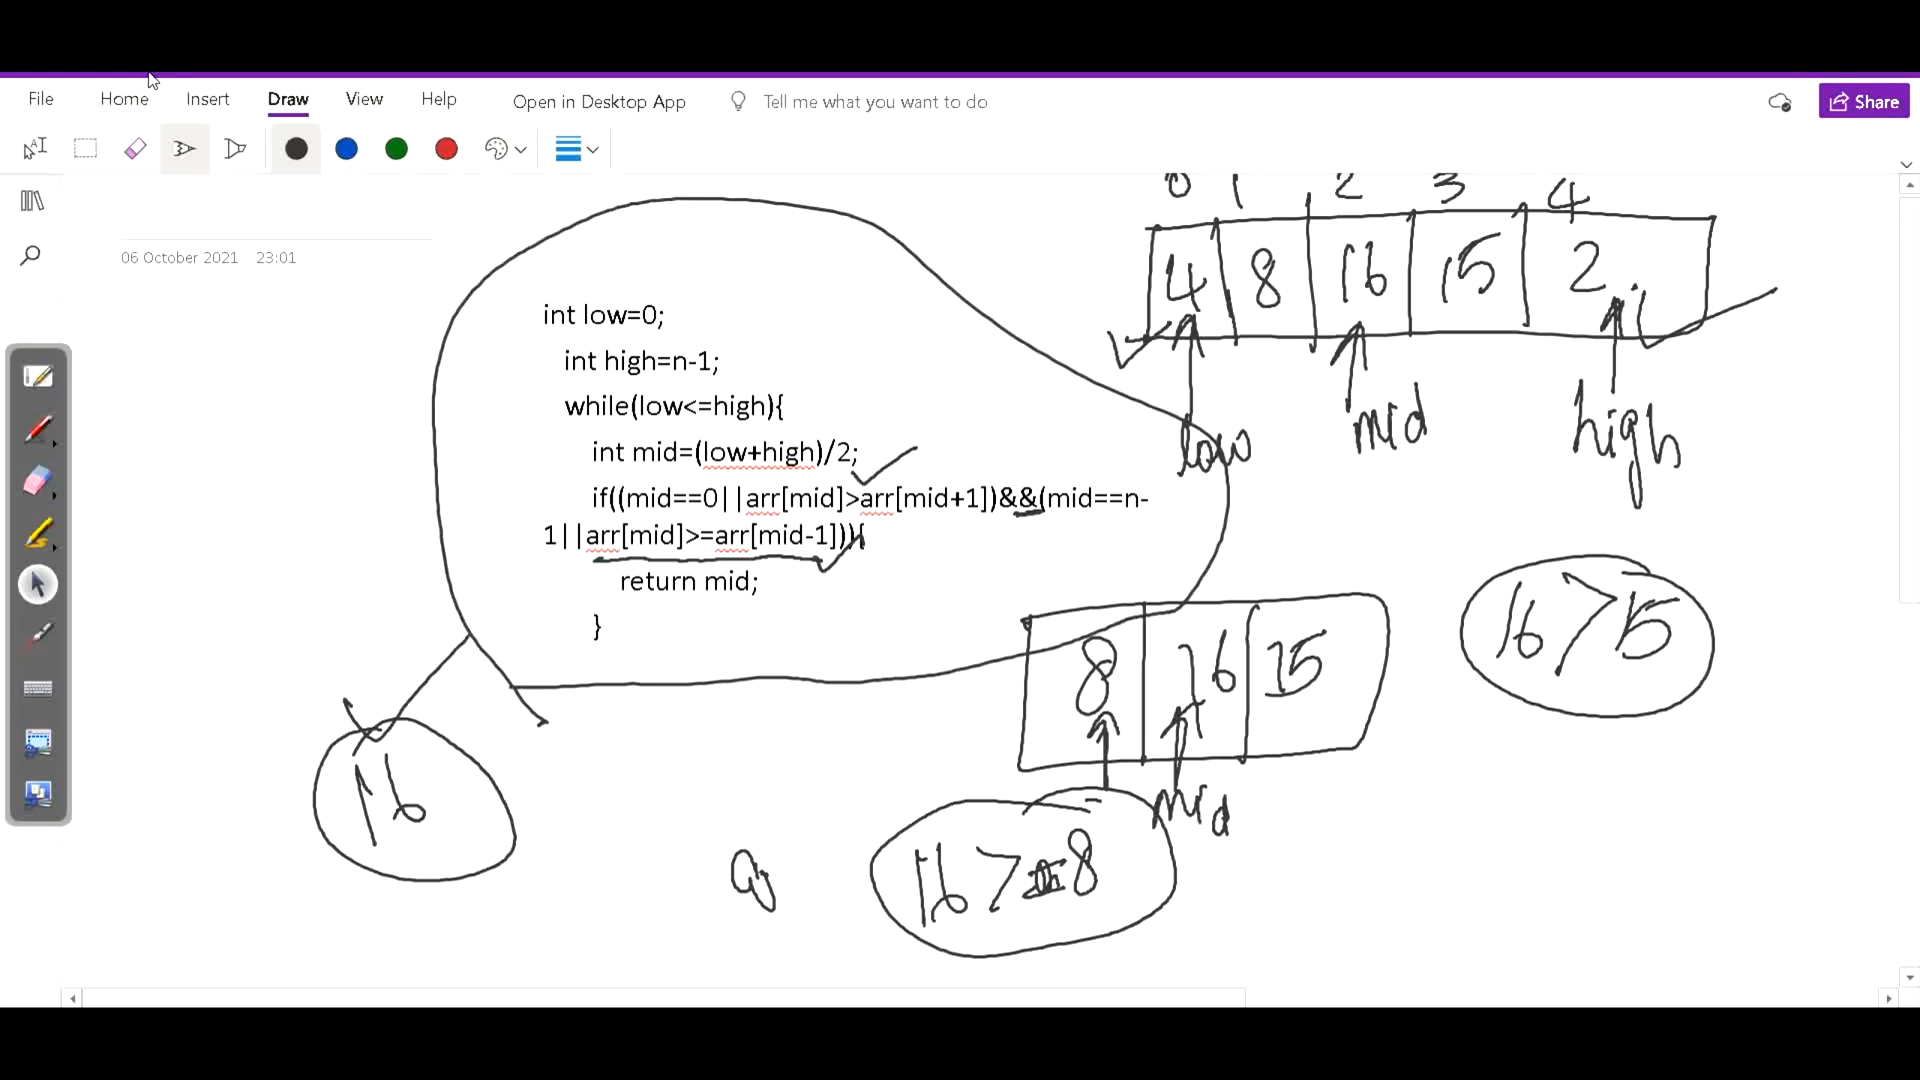 File Home Insert Draw View Help Open in Desktop App Tell me what you want to do Share
06 October 2021 23:01
0 1 2 3 4
4 8 16 15 2
low mid high
int low=0;
int high=n-1;
while(low<=high){
int mid=(low+high)/2;
if((mid==0||arr[mid]>arr[mid+1])&&(mid==n-
1||arr[mid]>=arr[mid-1])){
return mid;
}
16 > 15
8 16 15
mid
16
16 >= 8